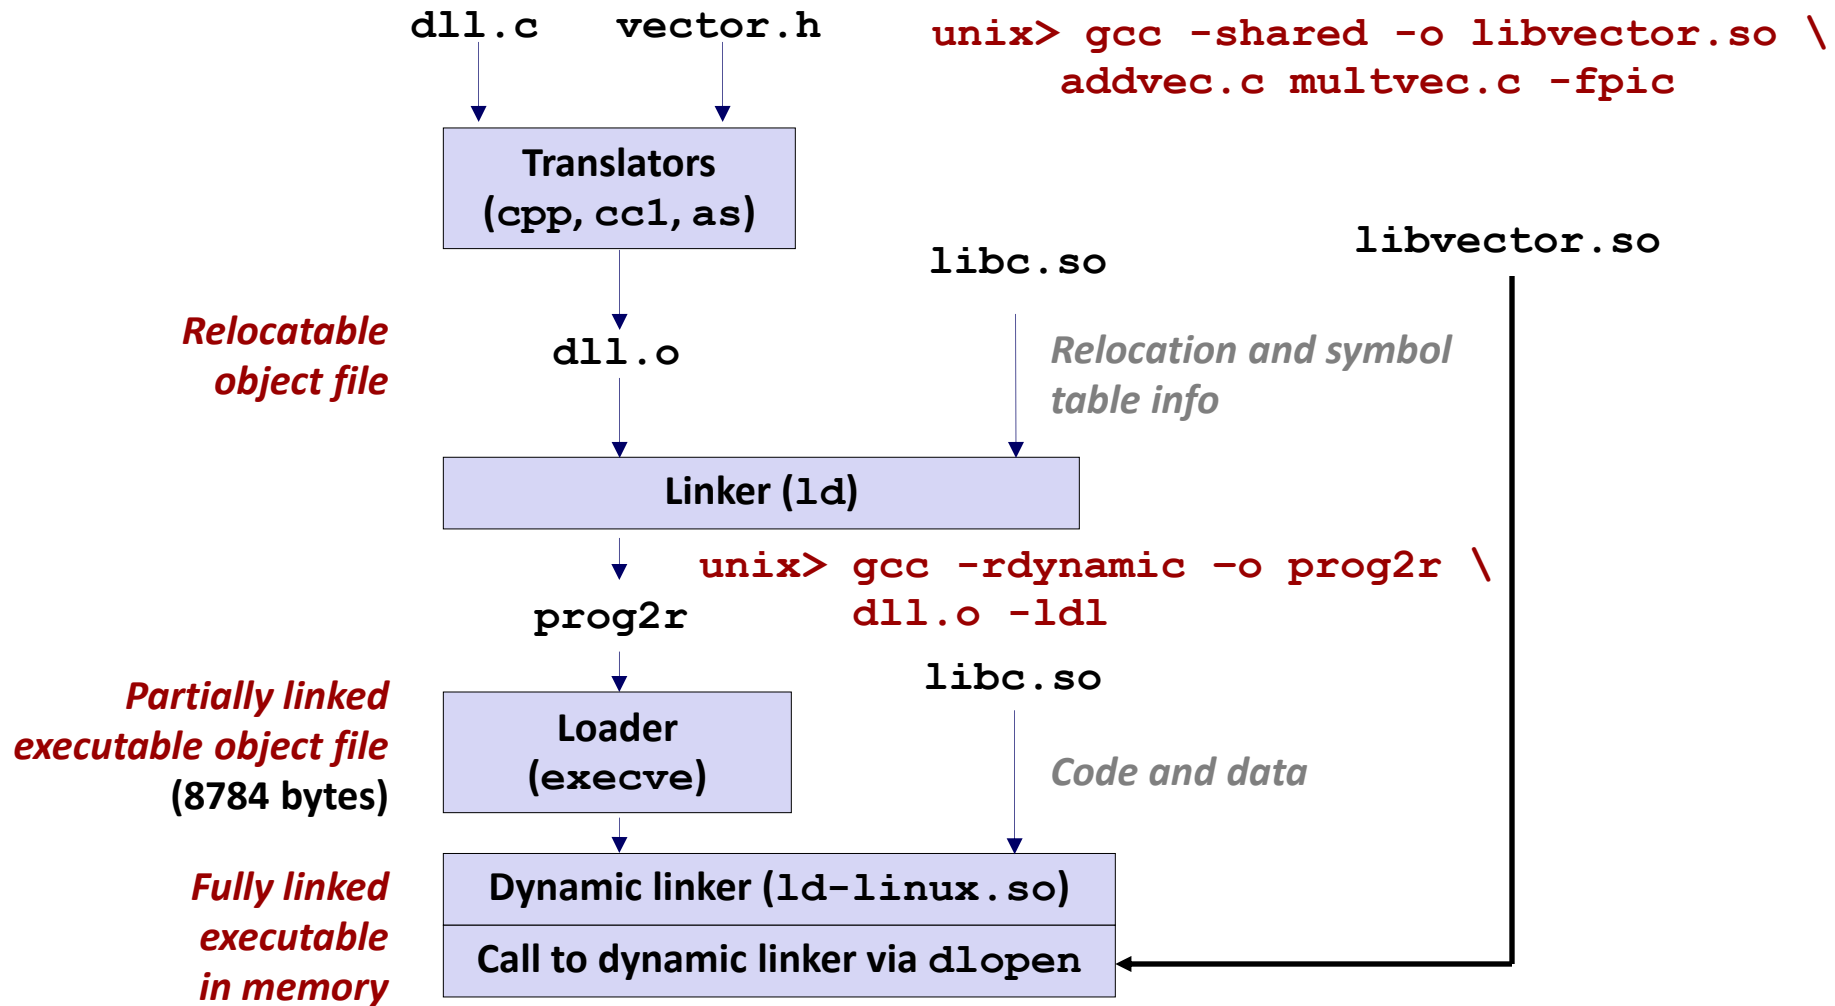 dll.c vector.h
unix> gcc -shared -o libvector.so \
addvec.c multvec.c -fpic
Translators
(cpp, cc1, as)
libc.so
libvector.so
Relocatable
object file
dll.o
Relocation and symbol
table info
Linker (ld)
unix> gcc -rdynamic –o prog2r \
dll.o -ldl
prog2r
libc.so
Partially linked
executable object file
(8784 bytes)
Loader
(execve)
Code and data
Fully linked
executable
in memory
Dynamic linker (ld-linux.so)
Call to dynamic linker via dlopen